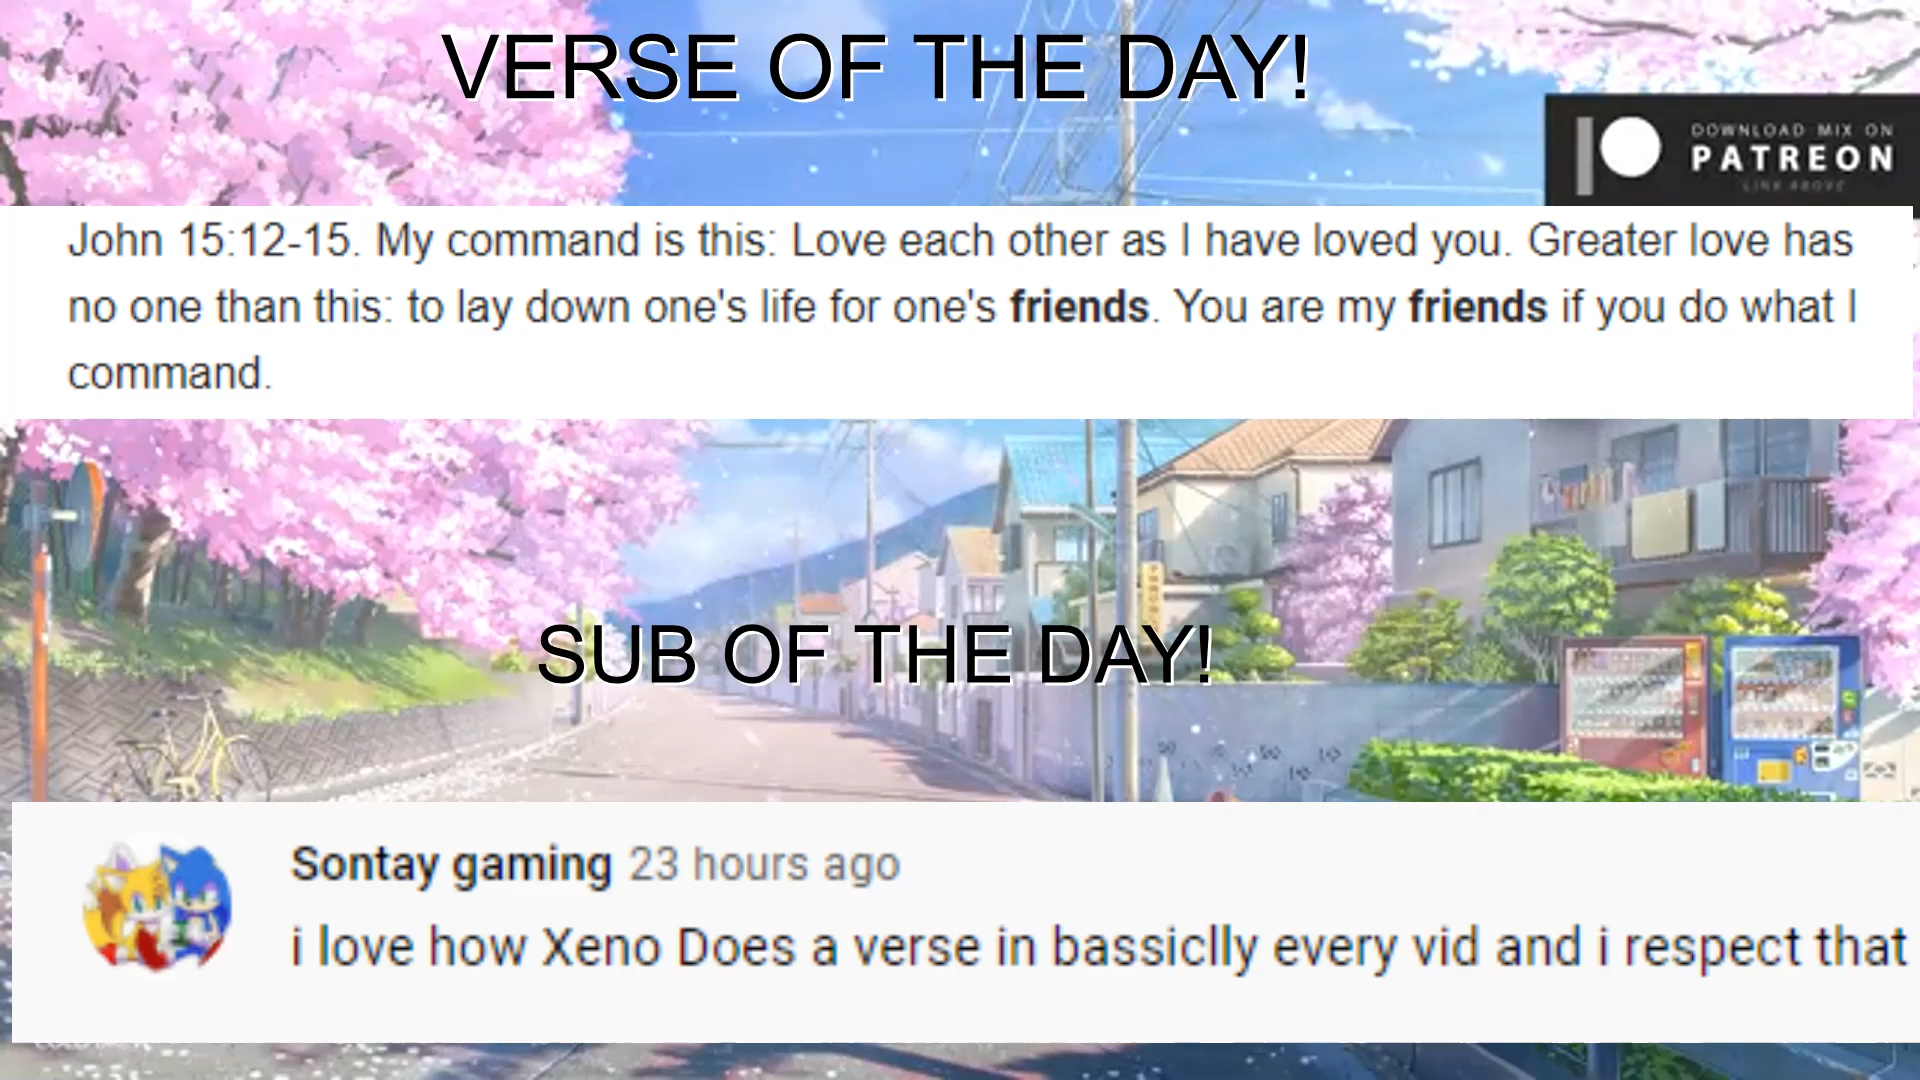 VERSE OF THE DAY!
DOWNLOAD MIX ON
PATREON
LINK ABOVE
John 15:12-15. My command is this: Love each other as I have loved you. Greater love has
no one than this: to lay down one's life for one's friends. You are my friends if you do what I
command.
SUB OF THE DAY!
Sontay gaming 23 hours ago
i love how Xeno Does a verse in bassiclly every vid and i respect that